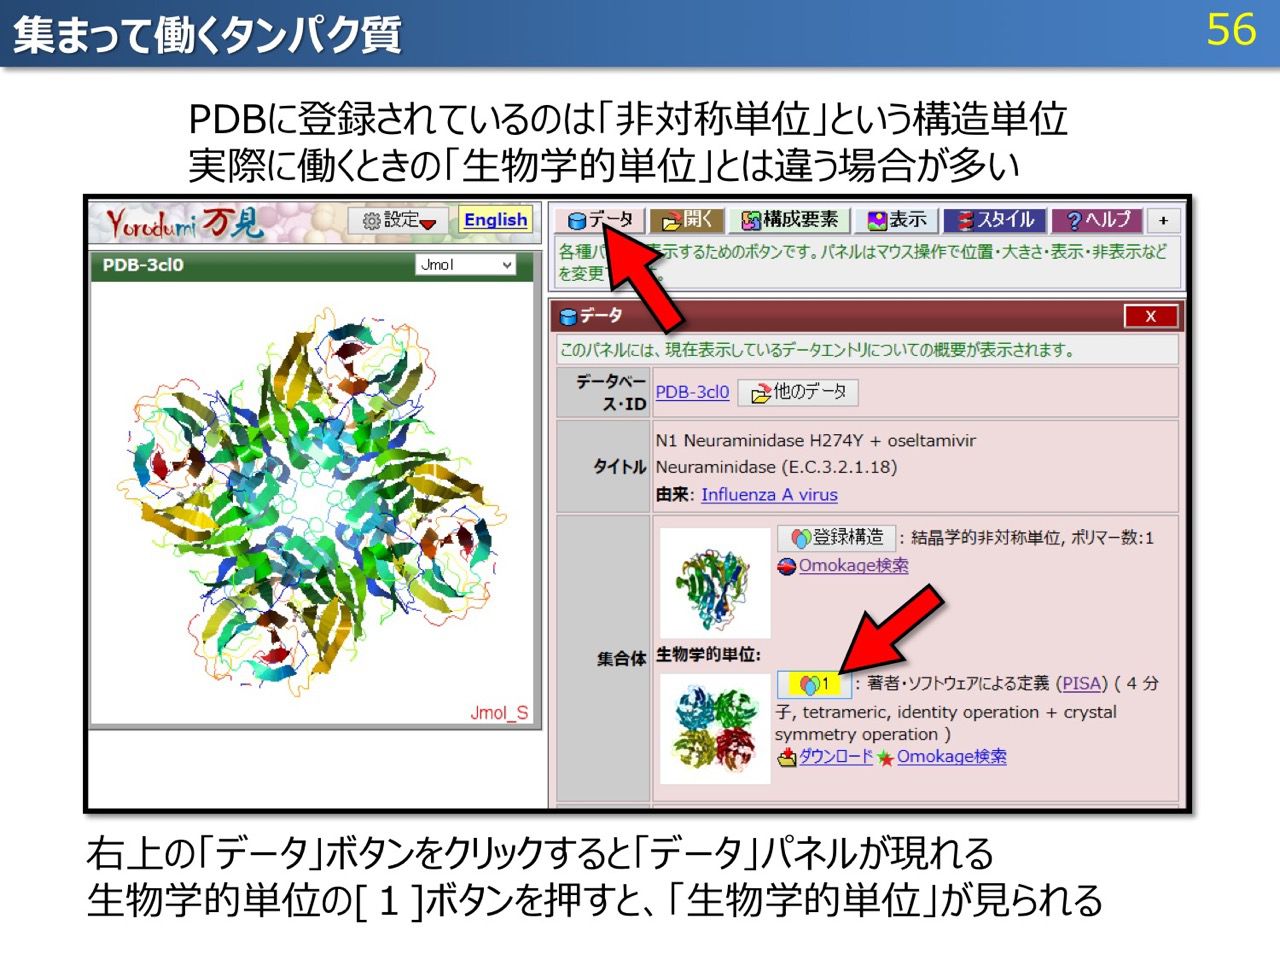 集まって働くタンパク質
56
PDBに登録されているのは「非対称単位」という構造単位
実際に働くときの「生物学的単位」とは違う場合が多い
Yorodumi 万見
設定
English
データ
開く
構成要素
表示
スタイル
ヘルプ
+
各種パ
表示するためのボタンです。パネルはマウス操作で位置・大きさ・表示・非表示など
を変更
PDB-3cl0
Jmol
データ
X
このパネルには、現在表示しているデータエントリについての概要が表示されます。
データベー
ス・ID
PDB-3cl0
他のデータ
タイトル
N1 Neuraminidase H274Y + oseltamivir
Neuraminidase (E.C.3.2.1.18)
由来: Influenza A virus
集合体
登録構造 : 結晶学的非対称単位, ポリマー数:1
Omokage検索
生物学的単位:
1 : 著者・ソフトウェアによる定義 (PISA) ( 4 分
子, tetrameric, identity operation + crystal
symmetry operation )
ダウンロード Omokage検索
Jmol_S
右上の「データ」ボタンをクリックすると「データ」パネルが現れる
生物学的単位の[ 1 ]ボタンを押すと、「生物学的単位」が見られる